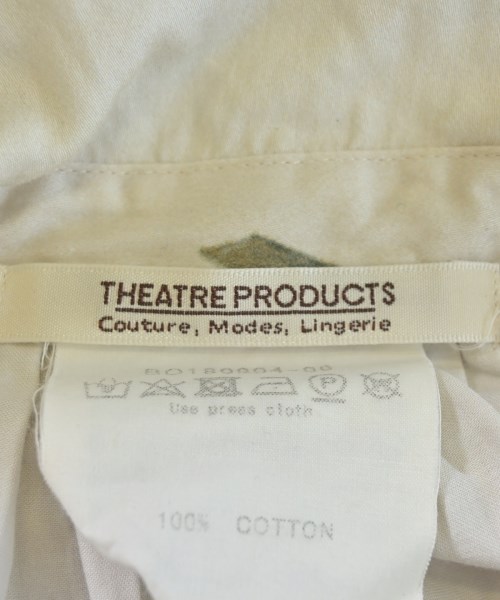 THEATRE PRODUCTS
Couture, Modes, Lingerie
Use press cloth
100% COTTON